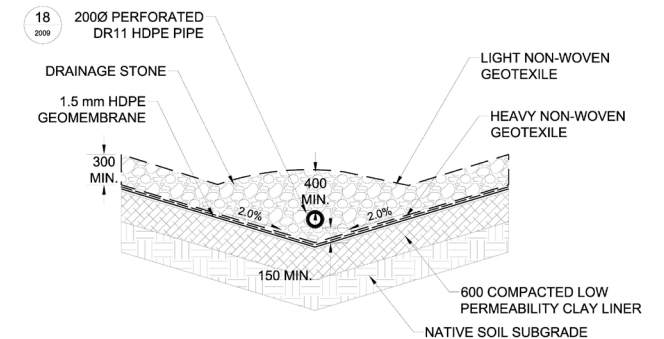 18
2009
200Ø PERFORATED
DR11 HDPE PIPE
DRAINAGE STONE
1.5 mm HDPE
GEOMEMBRANE
LIGHT NON-WOVEN
GEOTEXILE
HEAVY NON-WOVEN
GEOTEXILE
300
MIN.
400
MIN.
2.0%
2.0%
150 MIN.
600 COMPACTED LOW
PERMEABILITY CLAY LINER
NATIVE SOIL SUBGRADE